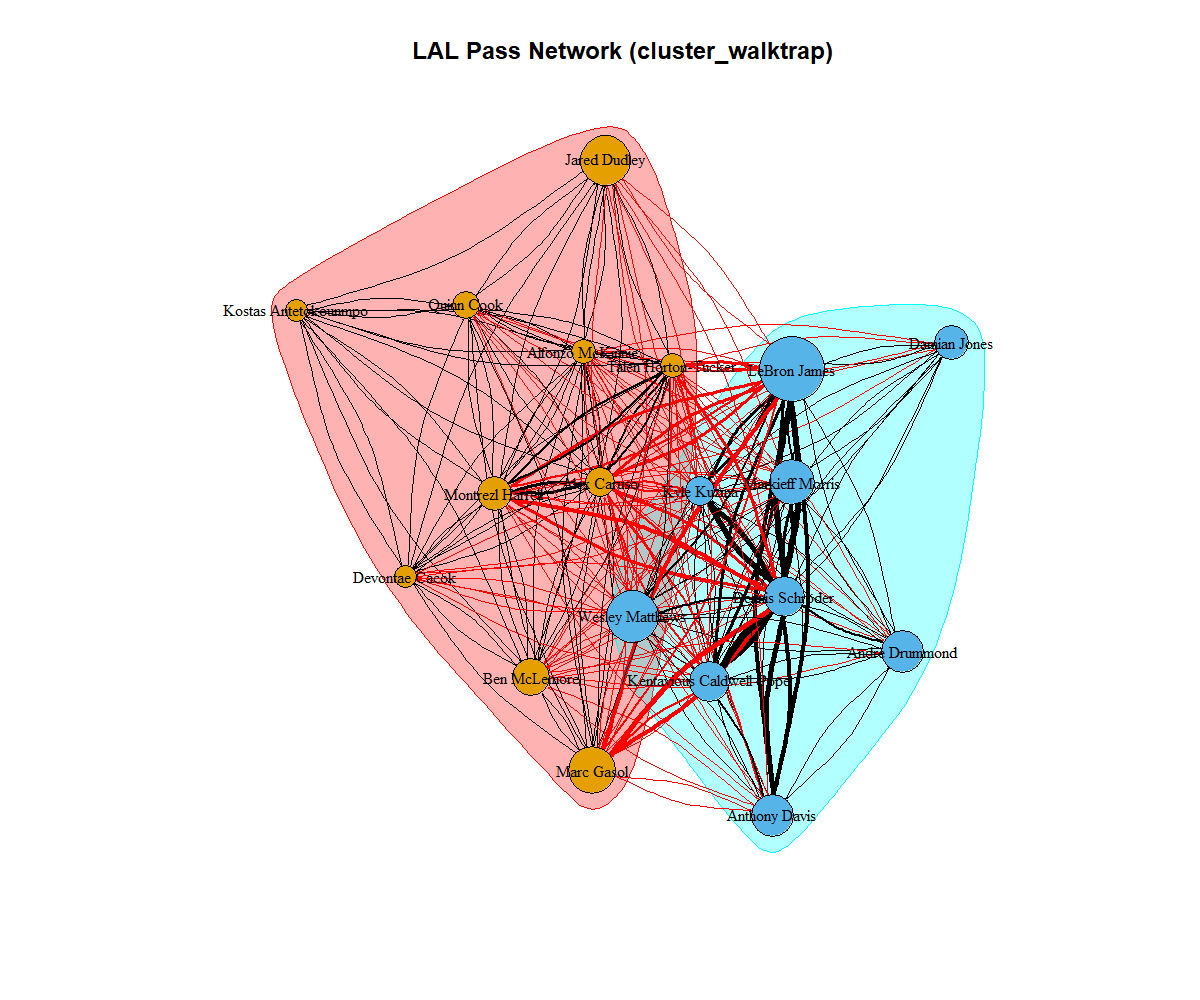 LAL Pass Network (cluster_walktrap)
Jared Dudley
Kostas Antetokounmpo
Quinn Cook
Damian Jones
Alfonzo McKinnie
Talen Horton-Tucker
LeBron James
Montrezl Harrell
Alex Caruso
Kyle Kuzma
Markieff Morris
Devontae Cacok
Dennis Schroder
Wesley Matthews
Andre Drummond
Ben McLemore
Kentavious Caldwell-Pope
Marc Gasol
Anthony Davis